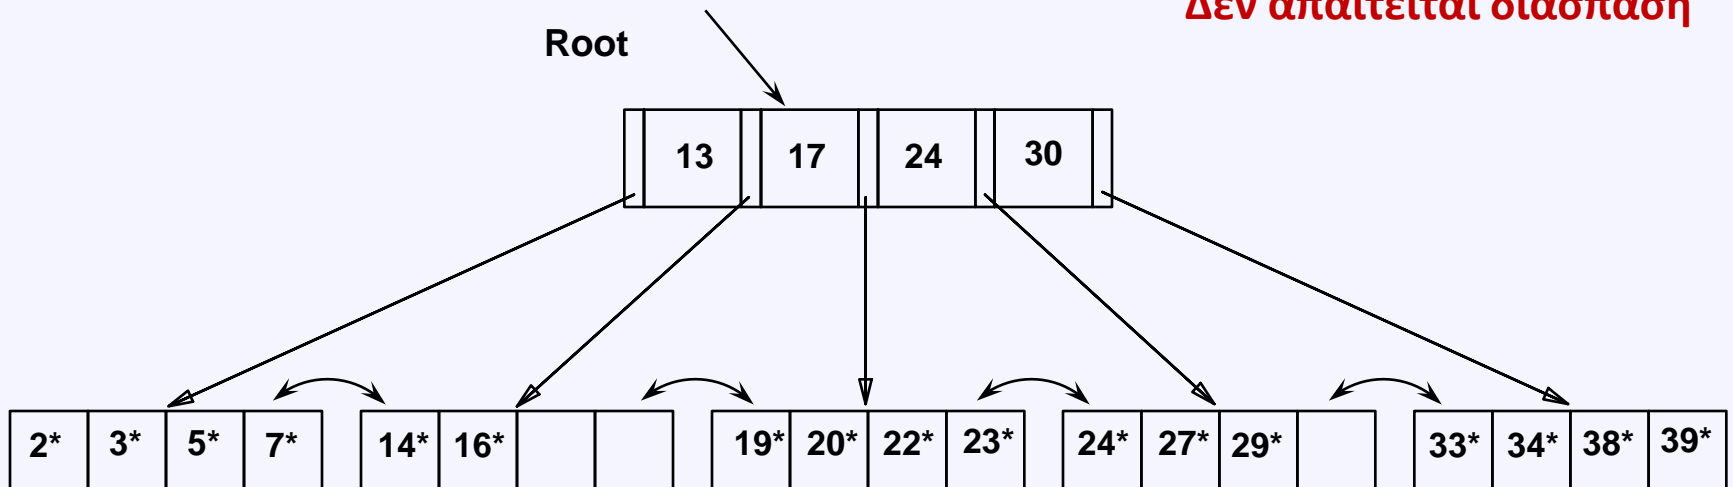 Δεν απαιτείται διάσπαση
Root
13 17 24 30
2* 3* 5* 7* 14* 16* 19* 20* 22* 23* 24* 27* 29* 33* 34* 38* 39*